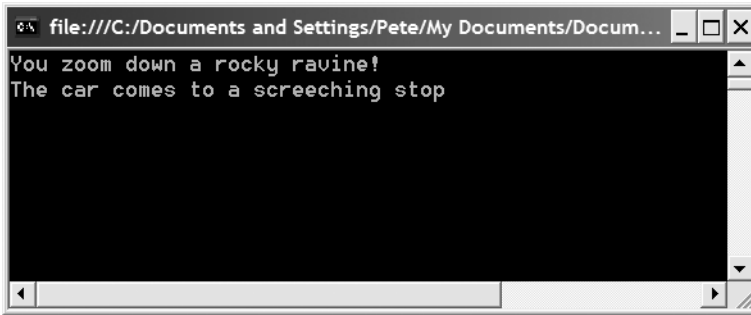 file:///C:/Documents and Settings/Pete/My Documents/Docum...
You zoom down a rocky ravine!
The car comes to a screeching stop